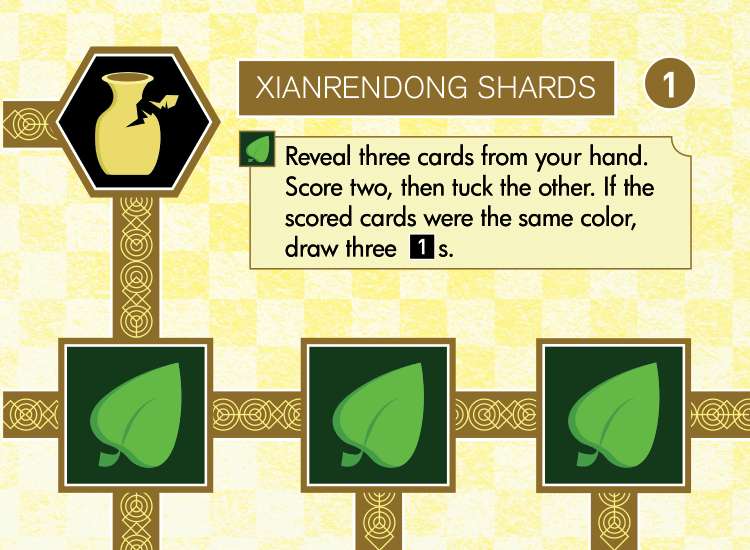 XIANRENDONG SHARDS
1
Reveal three cards from your hand.
Score two, then tuck the other. If the
scored cards were the same color,
draw three 1s.